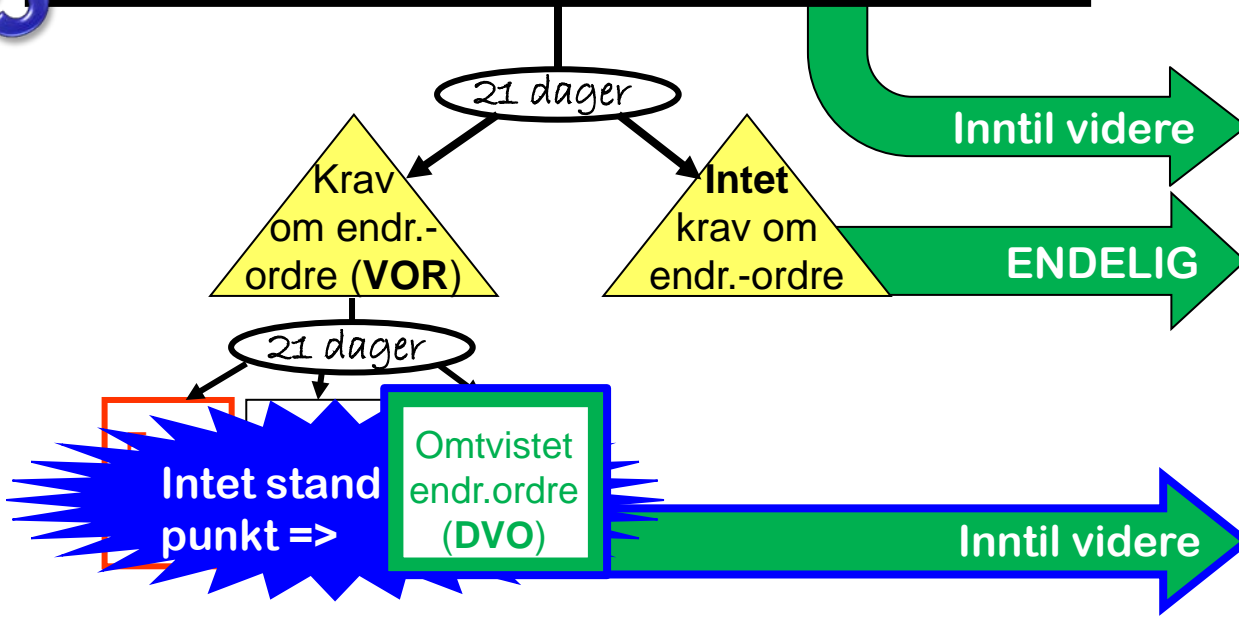 21 dager
Inntil videre
Krav
om endr.-
ordre (VOR)
Intet
krav om
endr.-ordre
ENDELIG
21 dager
Intet stand
punkt =>
Omtvistet
endr.ordre
(DVO)
Inntil videre